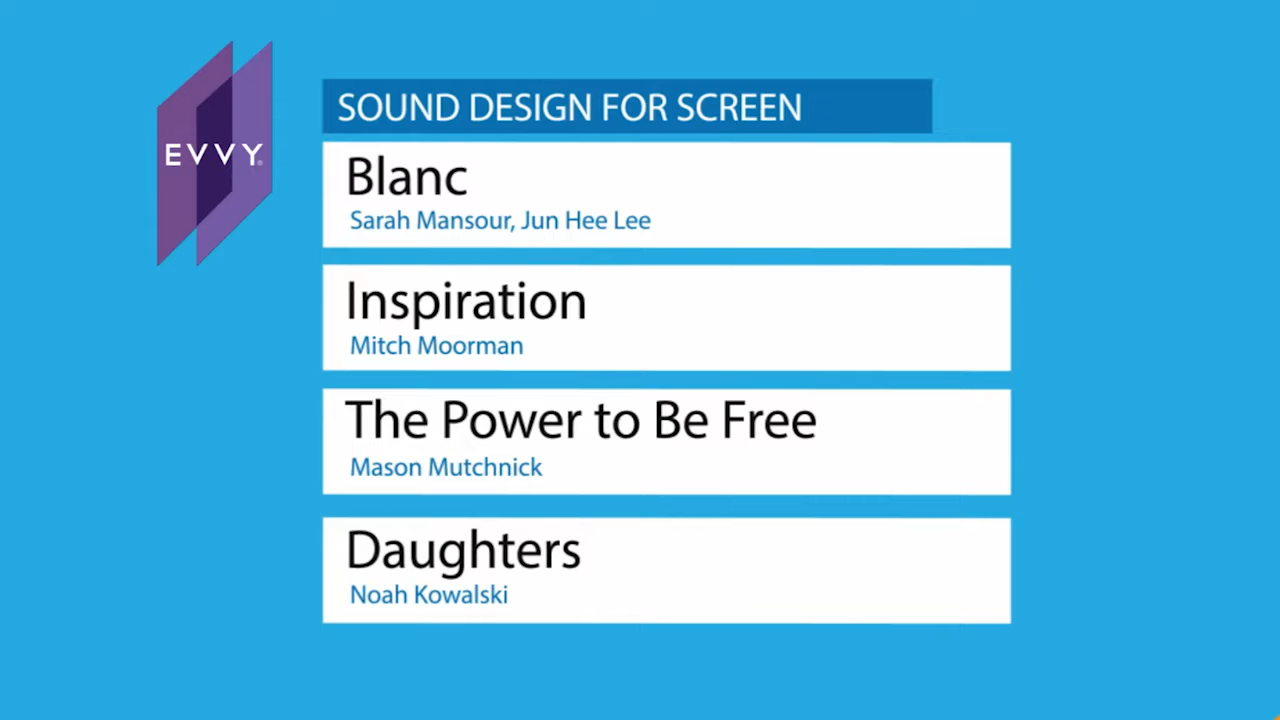 EVVY®
SOUND DESIGN FOR SCREEN
Blanc
Sarah Mansour, Jun Hee Lee
Inspiration
Mitch Moorman
The Power to Be Free
Mason Mutchnick
Daughters
Noah Kowalski